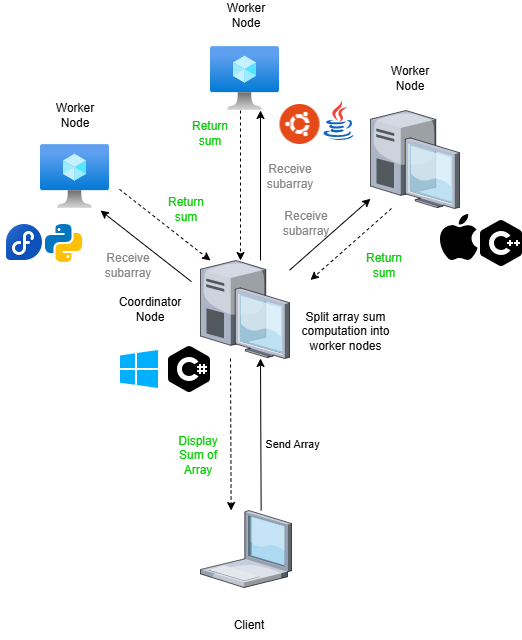 Worker
Node
Worker
Node
Worker
Node
Return
sum
Receive
subarray
Return
sum
Receive
subarray
Receive
subarray
Return
sum
Coordinator
Node
Split array sum
computation into
worker nodes
C#
C++
Display
Sum of
Array
Send Array
Client